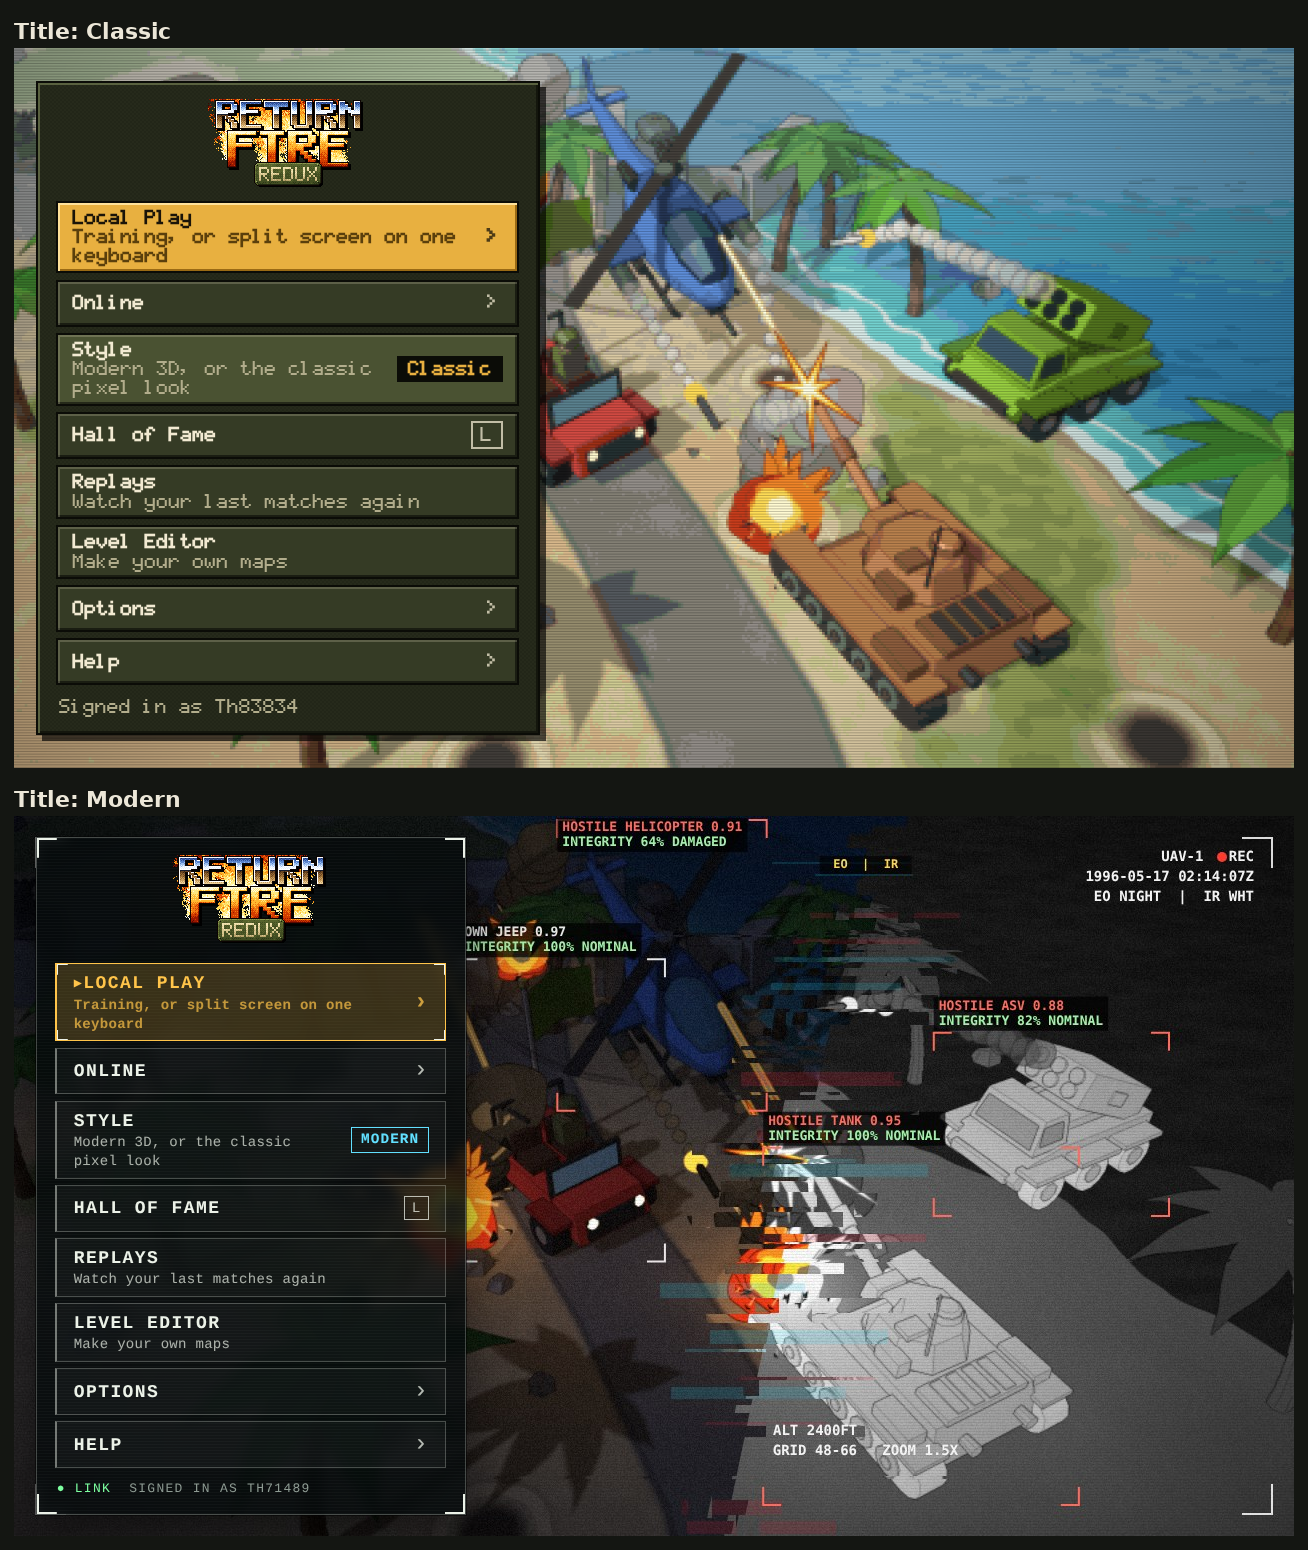 Title: Classic
RETURN
FIRE
REDUX
Local Play
Training, or split screen on one
keyboard
>
Online
>
Style
Modern 3D, or the classic
pixel look
Classic
Hall of Fame
L
Replays
Watch your last matches again
Level Editor
Make your own maps
Options
>
Help
>
Signed in as Th83834
Title: Modern
RETURN
FIRE
REDUX
▸LOCAL PLAY
Training, or split screen on one
keyboard
›
ONLINE
›
STYLE
Modern 3D, or the classic
pixel look
MODERN
HALL OF FAME
L
REPLAYS
Watch your last matches again
LEVEL EDITOR
Make your own maps
OPTIONS
›
HELP
›
● LINK SIGNED IN AS TH71489
HOSTILE HELICOPTER 0.91
INTEGRITY 64% DAMAGED
EO | IR
UAV-1 ●REC
1996-05-17 02:14:07Z
EO NIGHT | IR WHT
OWN JEEP 0.97
INTEGRITY 100% NOMINAL
HOSTILE ASV 0.88
INTEGRITY 82% NOMINAL
HOSTILE TANK 0.95
INTEGRITY 100% NOMINAL
ALT 2400FT
GRID 48-66 ZOOM 1.5X